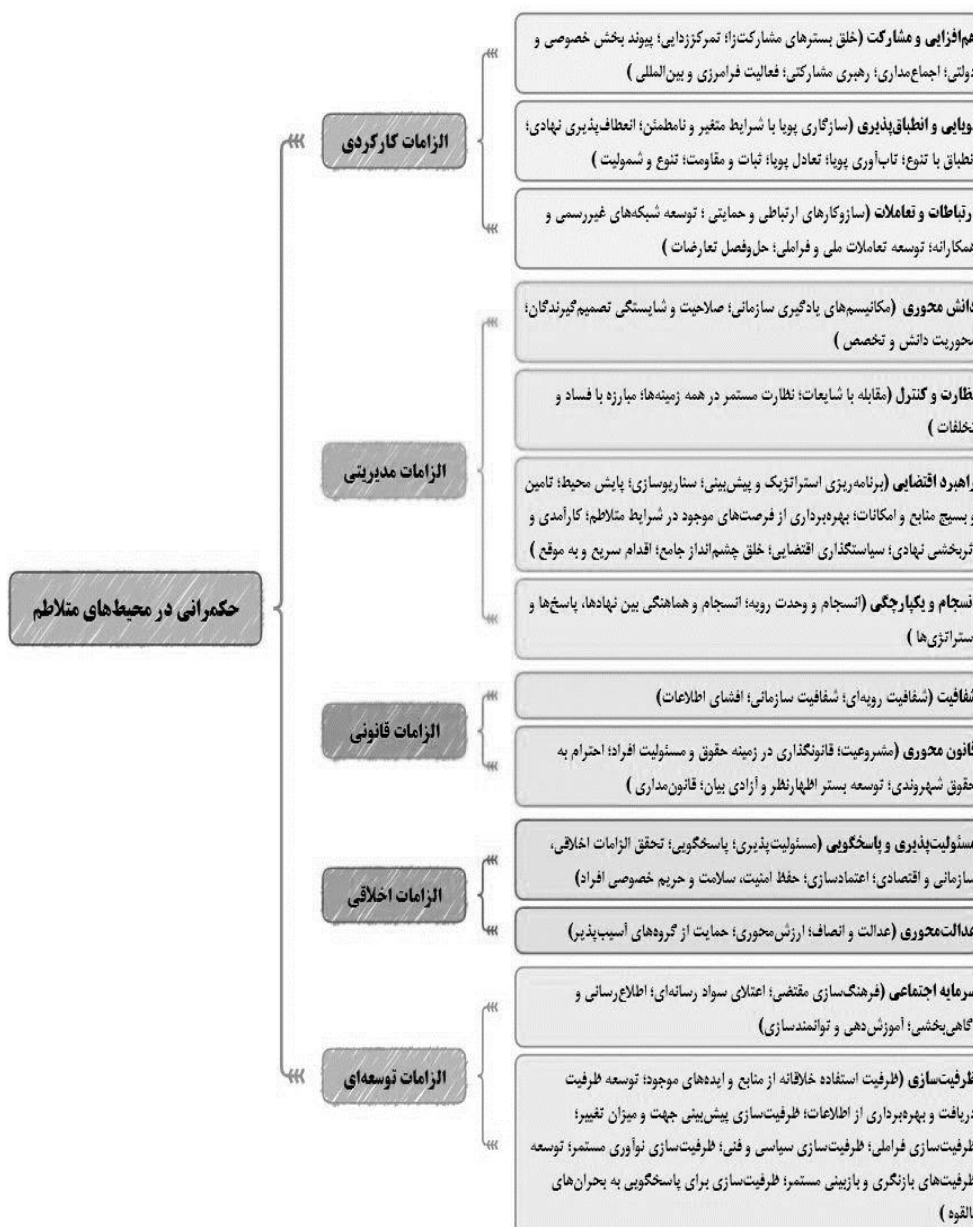 حکمرانی در محیط‌های متلاطم
الزامات کارکردی
هم‌افزایی و مشارکت (خلق بسترهای مشارکت‌زا؛ تمرکززدایی؛ پیوند بخش خصوصی و
دولتی؛ اجماع‌مداری؛ رهبری مشارکتی؛ فعالیت فرامرزی و بین‌المللی )
پویایی و انطباق‌پذیری (سازگاری پویا با شرایط متغیر و نامطمئن؛ انعطاف‌پذیری نهادی؛
نطباق با تنوع؛ تاب‌آوری پویا؛ تعادل پویا؛ ثبات و مقاومت؛ تنوع و شمولیت )
رتباطات و تعاملات (سازوکارهای ارتباطی و حمایتی ؛ توسعه شبکه‌های غیررسمی و
همکارانه؛ توسعه تعاملات ملی و فراملی؛ حل‌وفصل تعارضات )
الزامات مدیریتی
دانش محوری (مکانیسم‌های یادگیری سازمانی؛ صلاحیت و شایستگی تصمیم‌گیرندگان؛
محوریت دانش و تخصص )
نظارت و کنترل (مقابله با شایعات؛ نظارت مستمر در همه زمینه‌ها؛ مبارزه با فساد و
تخلفات )
راهبرد اقتضایی (برنامه‌ریزی استراتژیک و پیش‌بینی؛ سناریوسازی؛ پایش محیط؛ تامین
و بسیج منابع و امکانات؛ بهره‌برداری از فرصت‌های موجود در شرایط متلاطم؛ کارآمدی و
ثربخشی نهادی؛ سیاستگذاری اقتضایی؛ خلق چشم‌انداز جامع؛ اقدام سریع و به موقع )
نسجام و یکپارچگی (انسجام و وحدت رویه؛ انسجام و هماهنگی بین نهادها، پاسخ‌ها و
ستراتژی‌ها )
الزامات قانونی
شفافیت (شفافیت رویه‌ای؛ شفافیت سازمانی؛ افشای اطلاعات)
قانون محوری (مشروعیت؛ قانونگذاری در زمینه حقوق و مسئولیت افراد؛ احترام به
حقوق شهروندی؛ توسعه بستر اظهارنظر و آزادی بیان؛ قانون‌مداری )
الزامات اخلاقی
مسئولیت‌پذیری و پاسخگویی (مسئولیت‌پذیری؛ پاسخگویی؛ تحقق الزامات اخلاقی،
سازمانی و اقتصادی؛ اعتمادسازی؛ حفظ امنیت، سلامت و حریم خصوصی افراد)
عدالت‌محوری (عدالت و انصاف؛ ارزش‌محوری؛ حمایت از گروه‌های آسیب‌پذیر)
الزامات توسعه‌ای
سرمایه اجتماعی (فرهنگ‌سازی مقتضی؛ اعتلای سواد رسانه‌ای؛ اطلاع‌رسانی و
گاهی‌بخشی؛ آموزش‌دهی و توانمندسازی)
ظرفیت‌سازی (ظرفیت استفاده خلاقانه از منابع و ایده‌های موجود؛ توسعه ظرفیت
دریافت و بهره‌برداری از اطلاعات؛ ظرفیت‌سازی پیش‌بینی جهت و میزان تغییر؛
ظرفیت‌سازی فراملی؛ ظرفیت‌سازی سیاسی و فنی؛ ظرفیت‌سازی نوآوری مستمر؛ توسعه
ظرفیت‌های بازنگری و بازبینی مستمر؛ ظرفیت‌سازی برای پاسخگویی به بحران‌های
بالقوه )